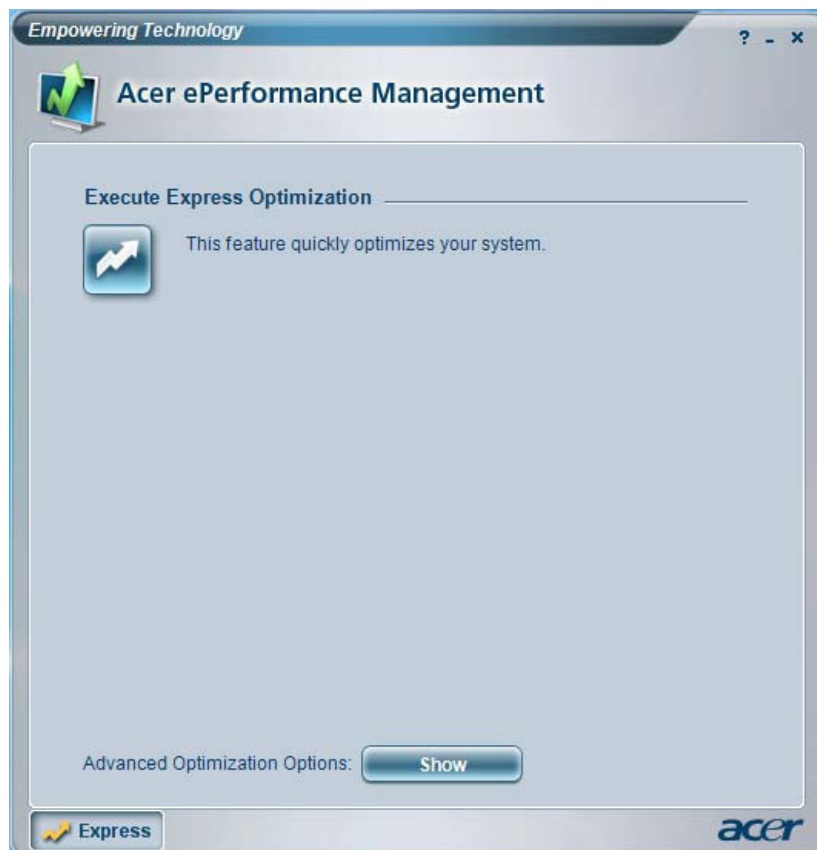 Empowering Technology
? - x
Acer ePerformance Management
Execute Express Optimization
This feature quickly optimizes your system.
Advanced Optimization Options: Show
Express
acer